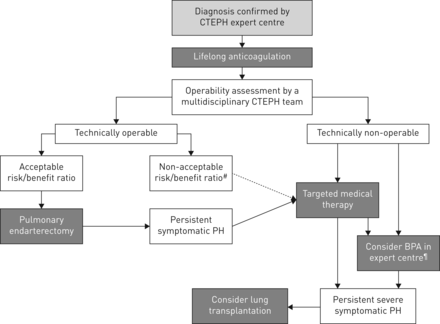 Diagnosis confirmed by
CTEPH expert centre
Lifelong anticoagulation
Operability assessment by a
multidisciplinary CTEPH team
Technically operable
Technically non-operable
Acceptable
risk/benefit ratio
Non-acceptable
risk/benefit ratio#
Targeted medical
therapy
Pulmonary
endarterectomy
Persistent
symptomatic PH
Consider BPA in
expert centre¶
Consider lung
transplantation
Persistent severe
symptomatic PH